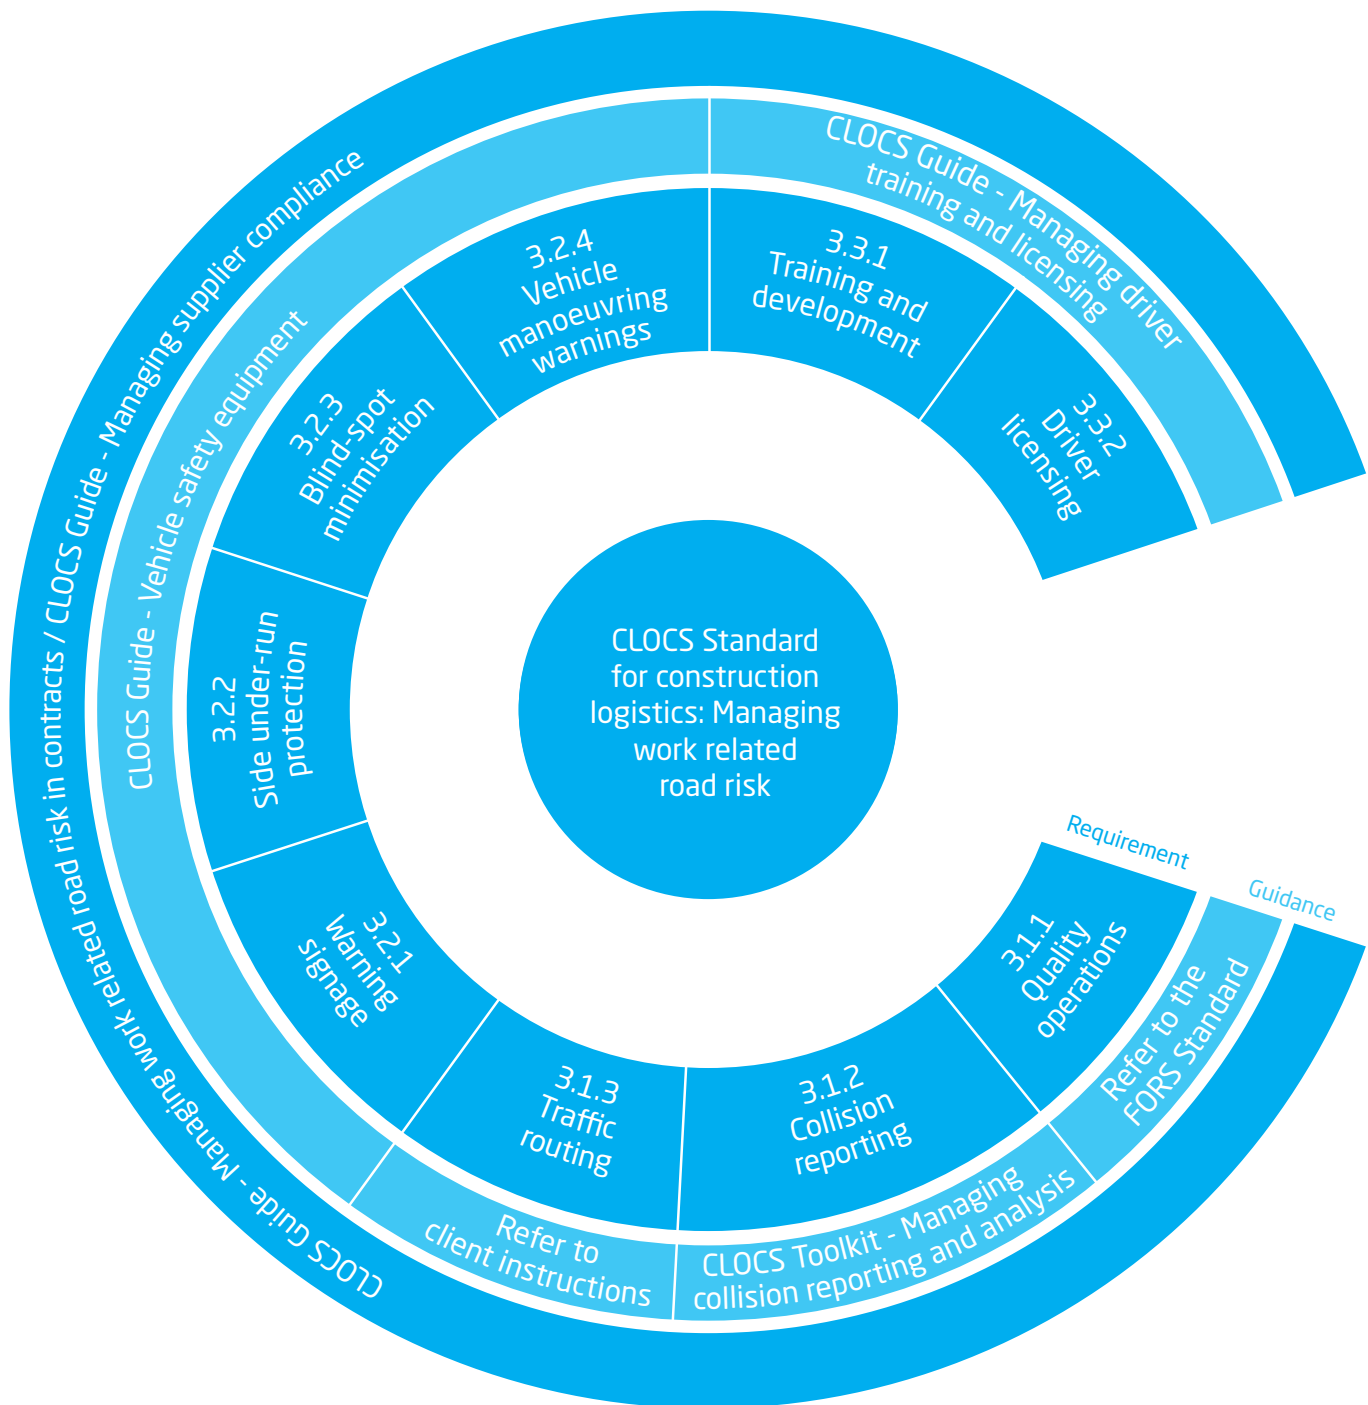 CLOCS Standard
for construction
logistics: Managing
work related
road risk
Requirement
Guidance
3.1.1
Quality
operations
3.1.2
Collision
reporting
3.1.3
Traffic
routing
3.2.1
Warning
signage
3.2.2
Side under-run
protection
3.2.3
Blind-spot
minimisation
3.2.4
Vehicle
manoeuvring
warnings
3.3.1
Training and
development
3.3.2
Driver
licensing
Refer to the
FORS Standard
CLOCS Toolkit - Managing
collision reporting and analysis
Refer to
client instructions
CLOCS Guide - Vehicle safety equipment
CLOCS Guide - Managing driver
training and licensing
CLOCS Guide - Managing work related road risk in contracts / CLOCS Guide - Managing supplier compliance